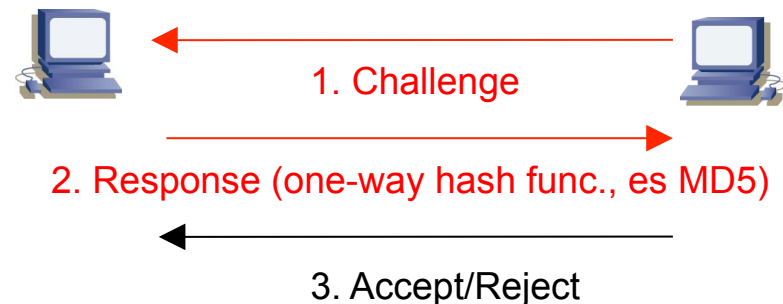 1. Challenge
2. Response (one-way hash func., es MD5)
3. Accept/Reject